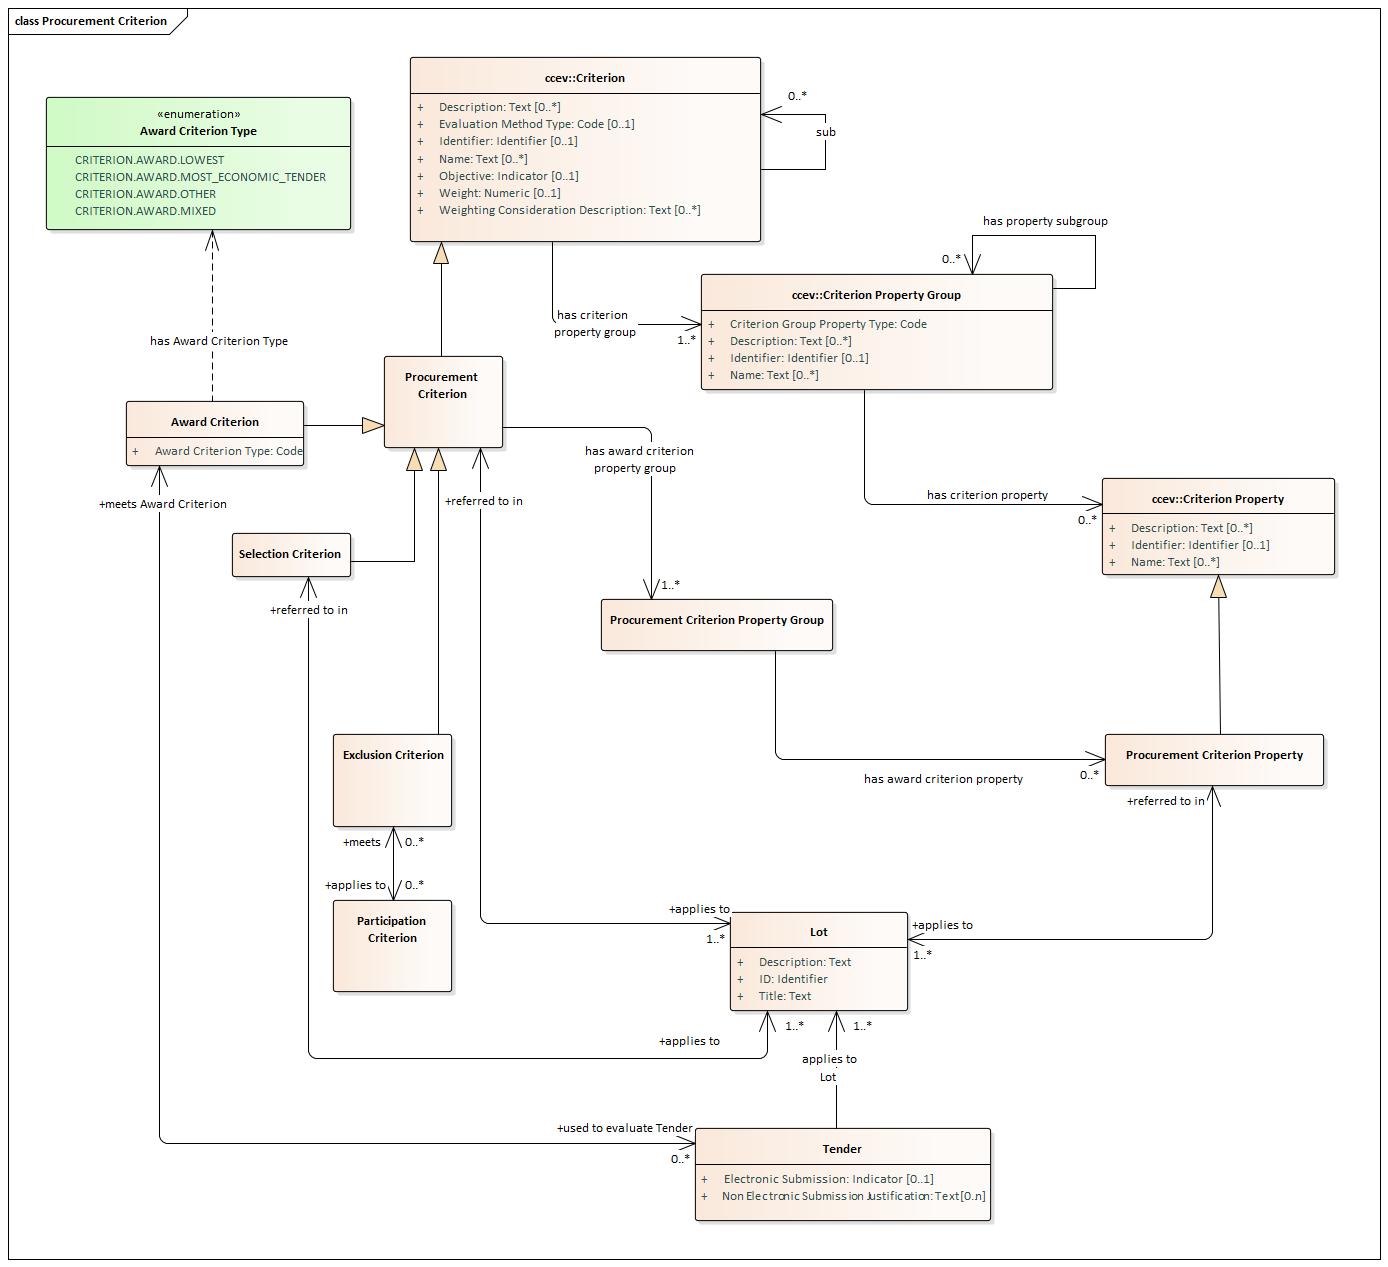 class Procurement Criterion
«enumeration»
Award Criterion Type
CRITERION.AWARD.LOWEST
CRITERION.AWARD.MOST_ECONOMIC_TENDER
CRITERION.AWARD.OTHER
CRITERION.AWARD.MIXED
ccev::Criterion
+ Description: Text [0..*]
+ Evaluation Method Type: Code [0..1]
+ Identifier: Identifier [0..1]
+ Name: Text [0..*]
+ Objective: Indicator [0..1]
+ Weight: Numeric [0..1]
+ Weighting Consideration Description: Text [0..*]
0..*
sub
has property subgroup
0..*
ccev::Criterion Property Group
+ Criterion Group Property Type: Code
+ Description: Text [0..*]
+ Identifier: Identifier [0..1]
+ Name: Text [0..*]
has criterion
property group
1..*
has Award Criterion Type
Procurement
Criterion
Award Criterion
+ Award Criterion Type: Code
+meets Award Criterion
has award criterion
property group
1..*
+referred to in
has criterion property
0..*
ccev::Criterion Property
+ Description: Text [0..*]
+ Identifier: Identifier [0..1]
+ Name: Text [0..*]
Selection Criterion
+referred to in
Procurement Criterion Property Group
Exclusion Criterion
+meets
0..*
+applies to
0..*
Participation
Criterion
has award criterion property
0..*
Procurement Criterion Property
+referred to in
+applies to
1..*
Lot
+ Description: Text
+ ID: Identifier
+ Title: Text
+applies to
1..*
1..*
1..*
+applies to
applies to
Lot
+used to evaluate Tender
0..*
Tender
+ Electronic Submission: Indicator [0..1]
+ Non Electronic Submission Justification: Text[0.n]